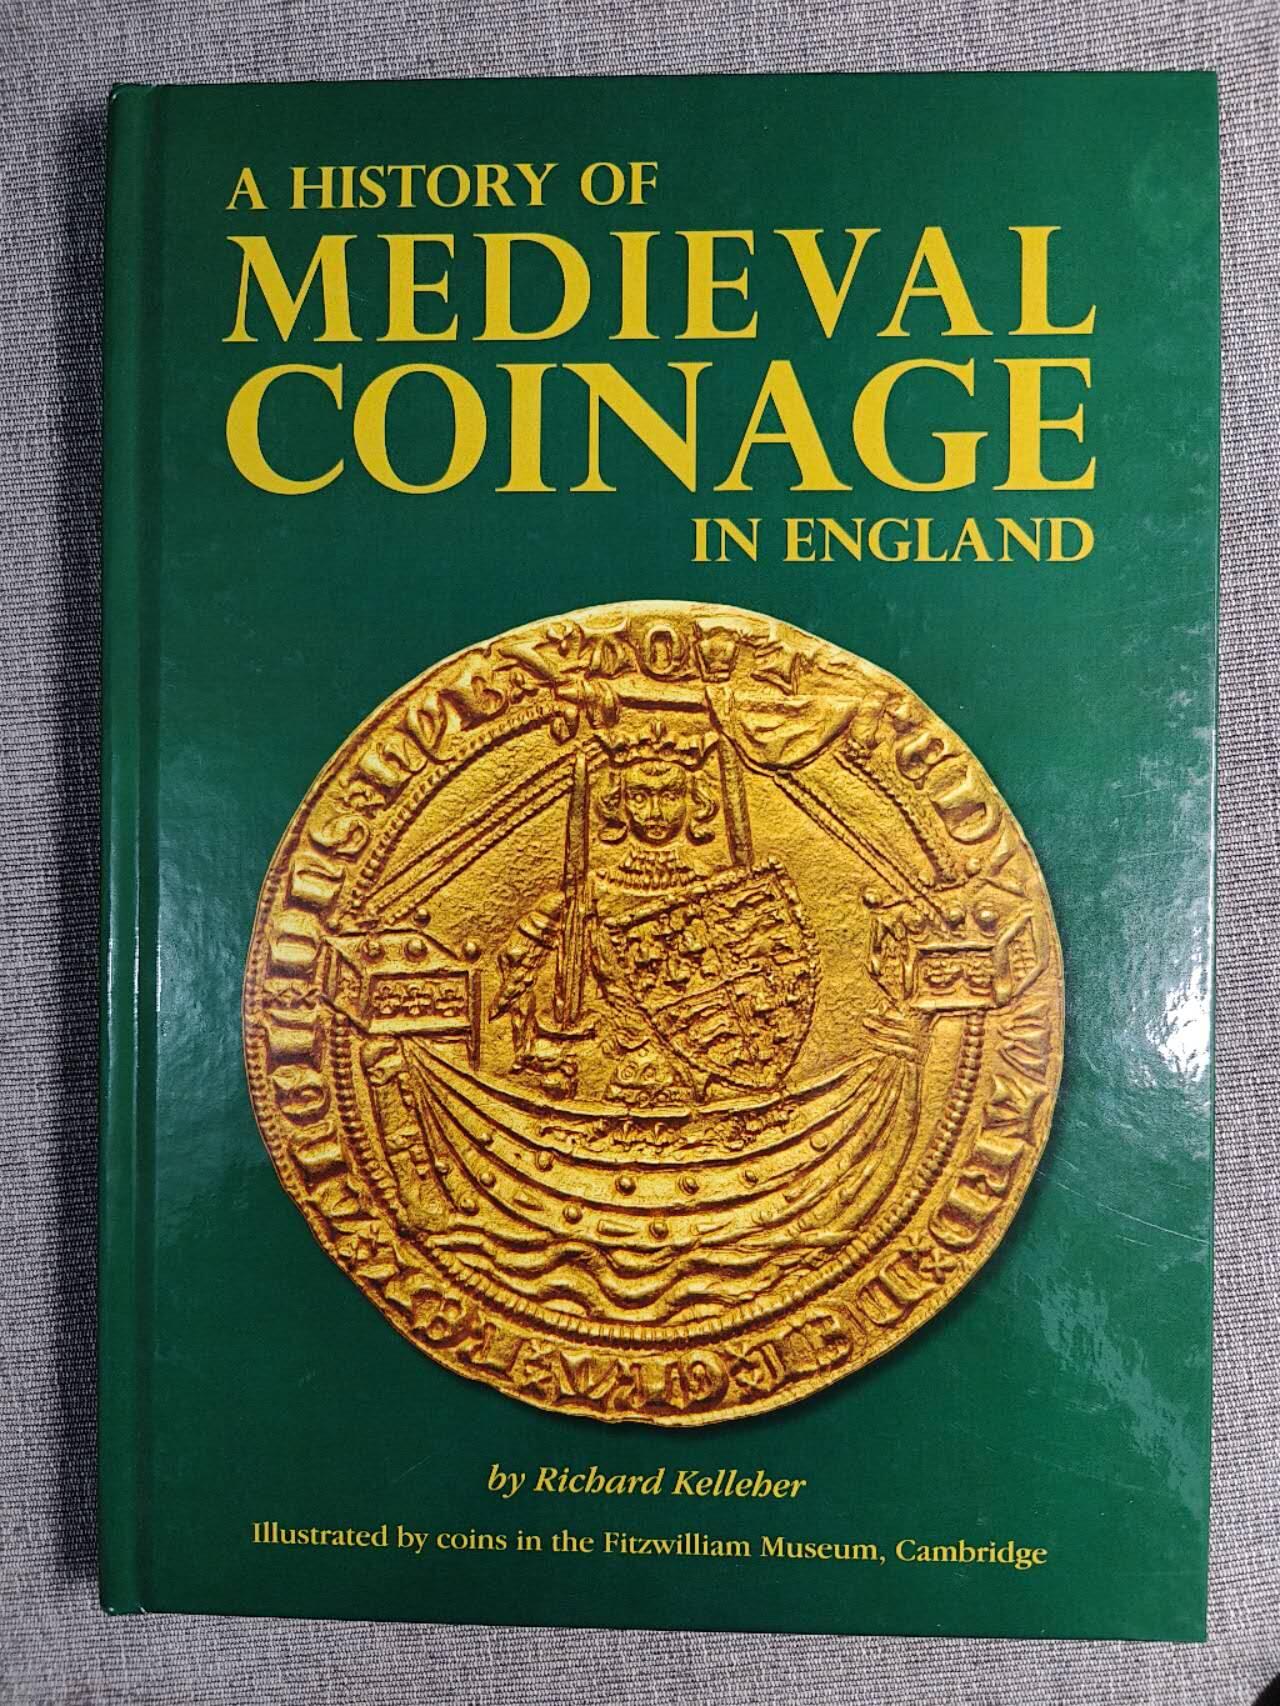 A HISTORY OF
MEDIEVAL
COINAGE
IN ENGLAND
by Richard Kelleher
Illustrated by coins in the Fitzwilliam Museum, Cambridge